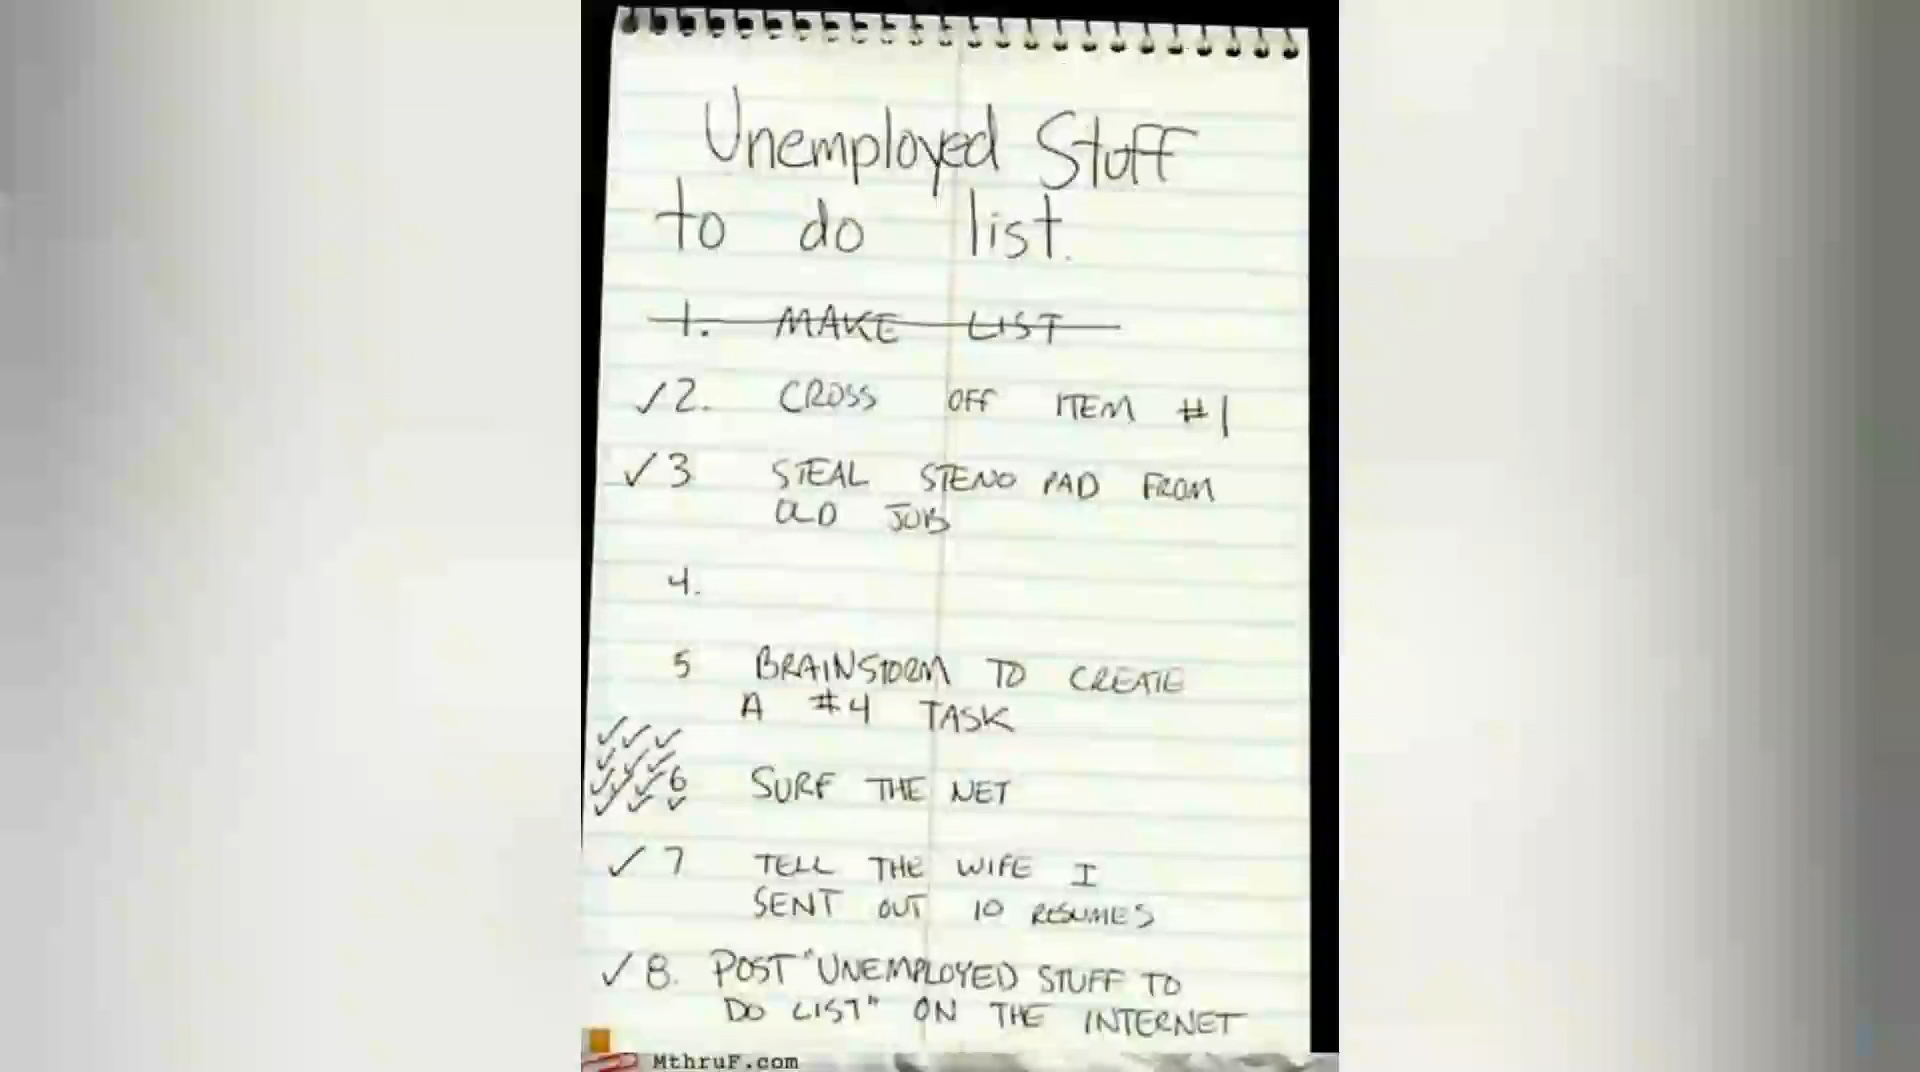 Unemployed Stuff
to do list.
1. MAKE LIST
✓2. CROSS OFF ITEM #1
✓3 STEAL STENO PAD FROM
OLD JOB
4.
5 BRAINSTORM TO CREATE
A #4 TASK
✓✓✓
✓✓✓
✓✓✓6 SURF THE NET
✓✓✓
✓7 TELL THE WIFE I
SENT OUT 10 RESUMES
✓8. POST "UNEMPLOYED STUFF TO
DO LIST" ON THE INTERNET
MthruF.com